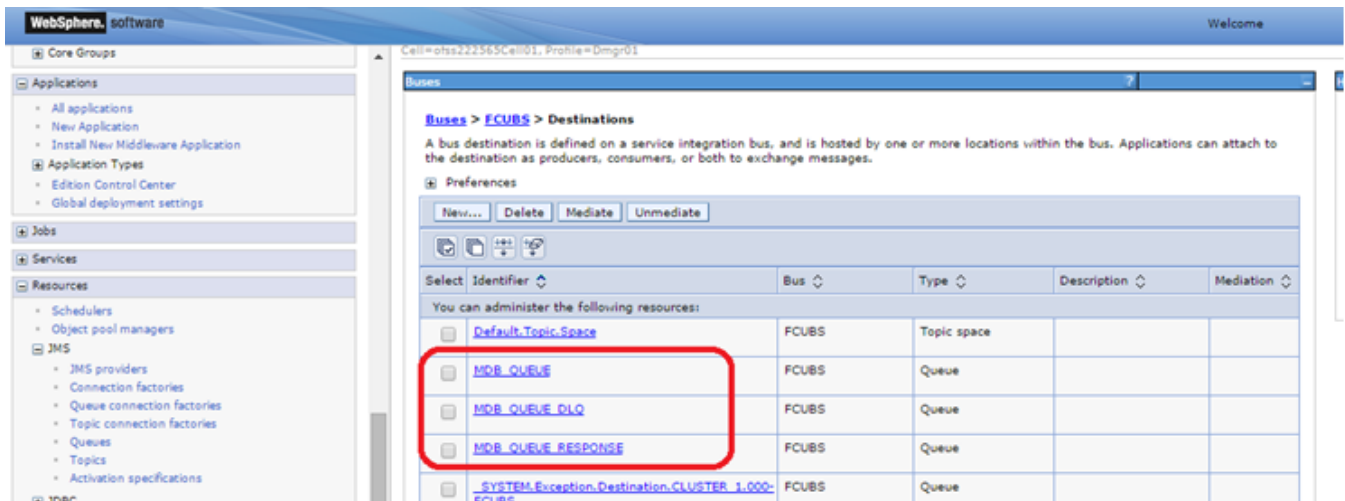 WebSphere. software
Welcome
Core Groups
Cell=ofss222565Cell01, Profile=Dmgr01
Applications
All applications
New Application
Install New Middleware Application
Application Types
Edition Control Center
Global deployment settings
Jobs
Services
Resources
Schedulers
Object pool managers
JMS
JMS providers
Connection factories
Queue connection factories
Topic connection factories
Queues
Topics
Activation specifications
JDBC
Buses
?
Buses > FCUBS > Destinations
A bus destination is defined on a service integration bus, and is hosted by one or more locations within the bus. Applications can attach to
the destination as producers, consumers, or both to exchange messages.
Preferences
New... Delete Mediate Unmediate
Select Identifier Bus Type Description Mediation
You can administer the following resources:
Default.Topic.Space FCUBS Topic space
MDB_QUEUE FCUBS Queue
MDB_QUEUE_DLQ FCUBS Queue
MDB_QUEUE_RESPONSE FCUBS Queue
_SYSTEM.Exception.Destination.CLUSTER_1.000- FCUBS Queue
FCUBS